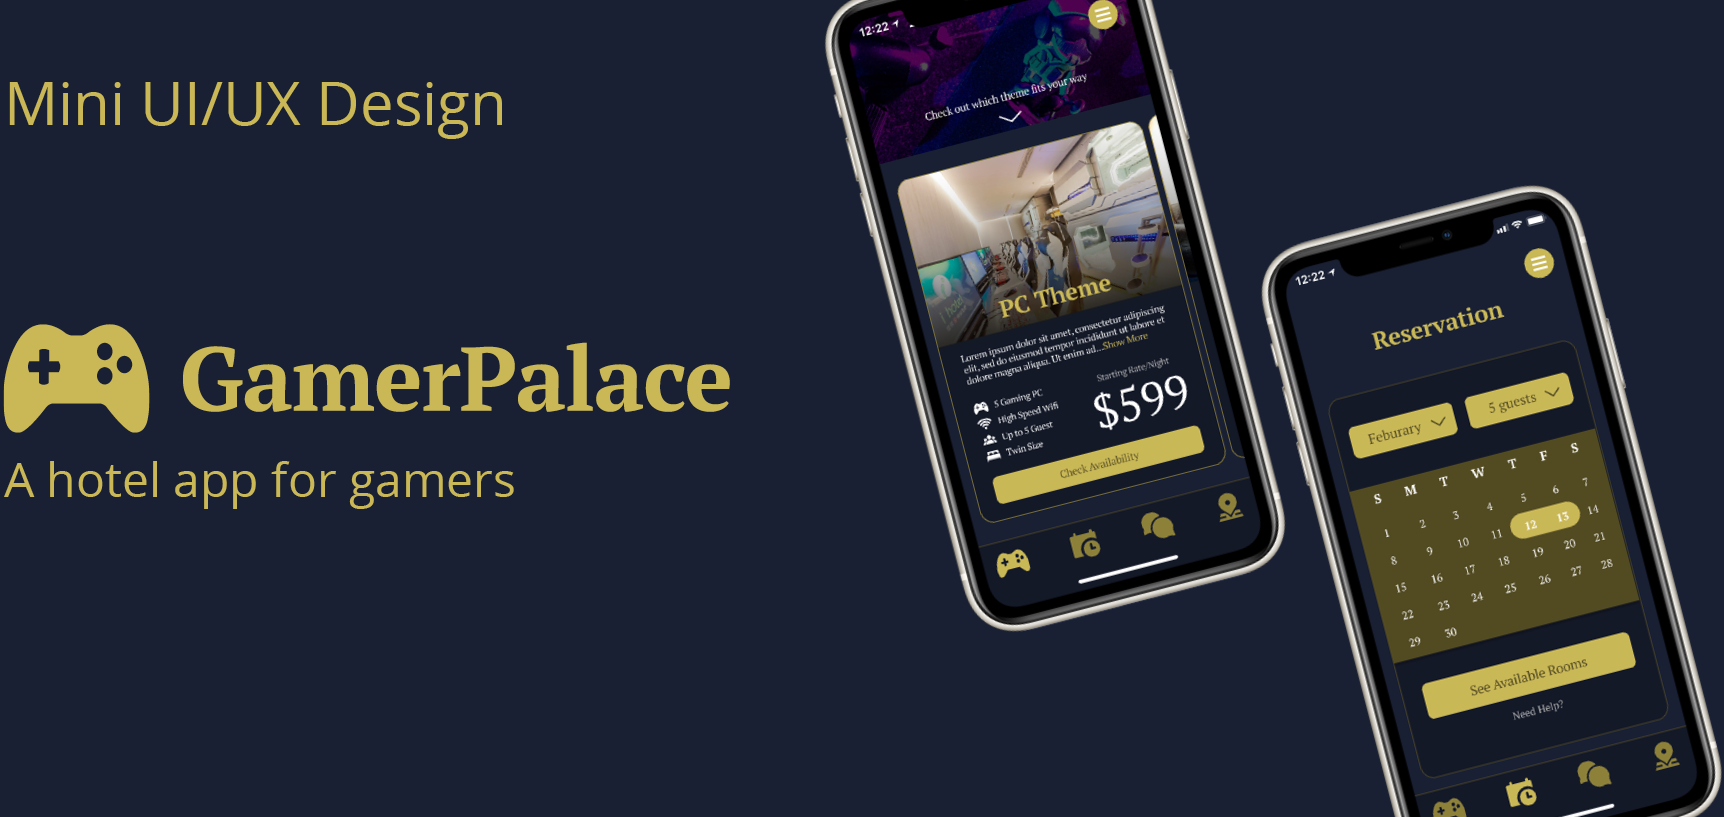 Mini UI/UX Design
GamerPalace
A hotel app for gamers
12:22
Check out which theme fits your way
PC Theme
Lorem ipsum dolor sit amet, consectetur adipiscing
elit, sed do eiusmod tempor incididunt ut labore et
dolore magna aliqua. Ut enim ad...Show More
5 Gaming PC
High Speed Wifi
Up to 5 Guest
Twin Size
Starting Rate/Night
$599
Check Availability
12:22
Reservation
Feburary
5 guests
S M T W T F S
1 2 3 4 5 6 7
8 9 10 11 12 13 14
15 16 17 18 19 20 21
22 23 24 25 26 27 28
29 30
See Available Rooms
Need Help?